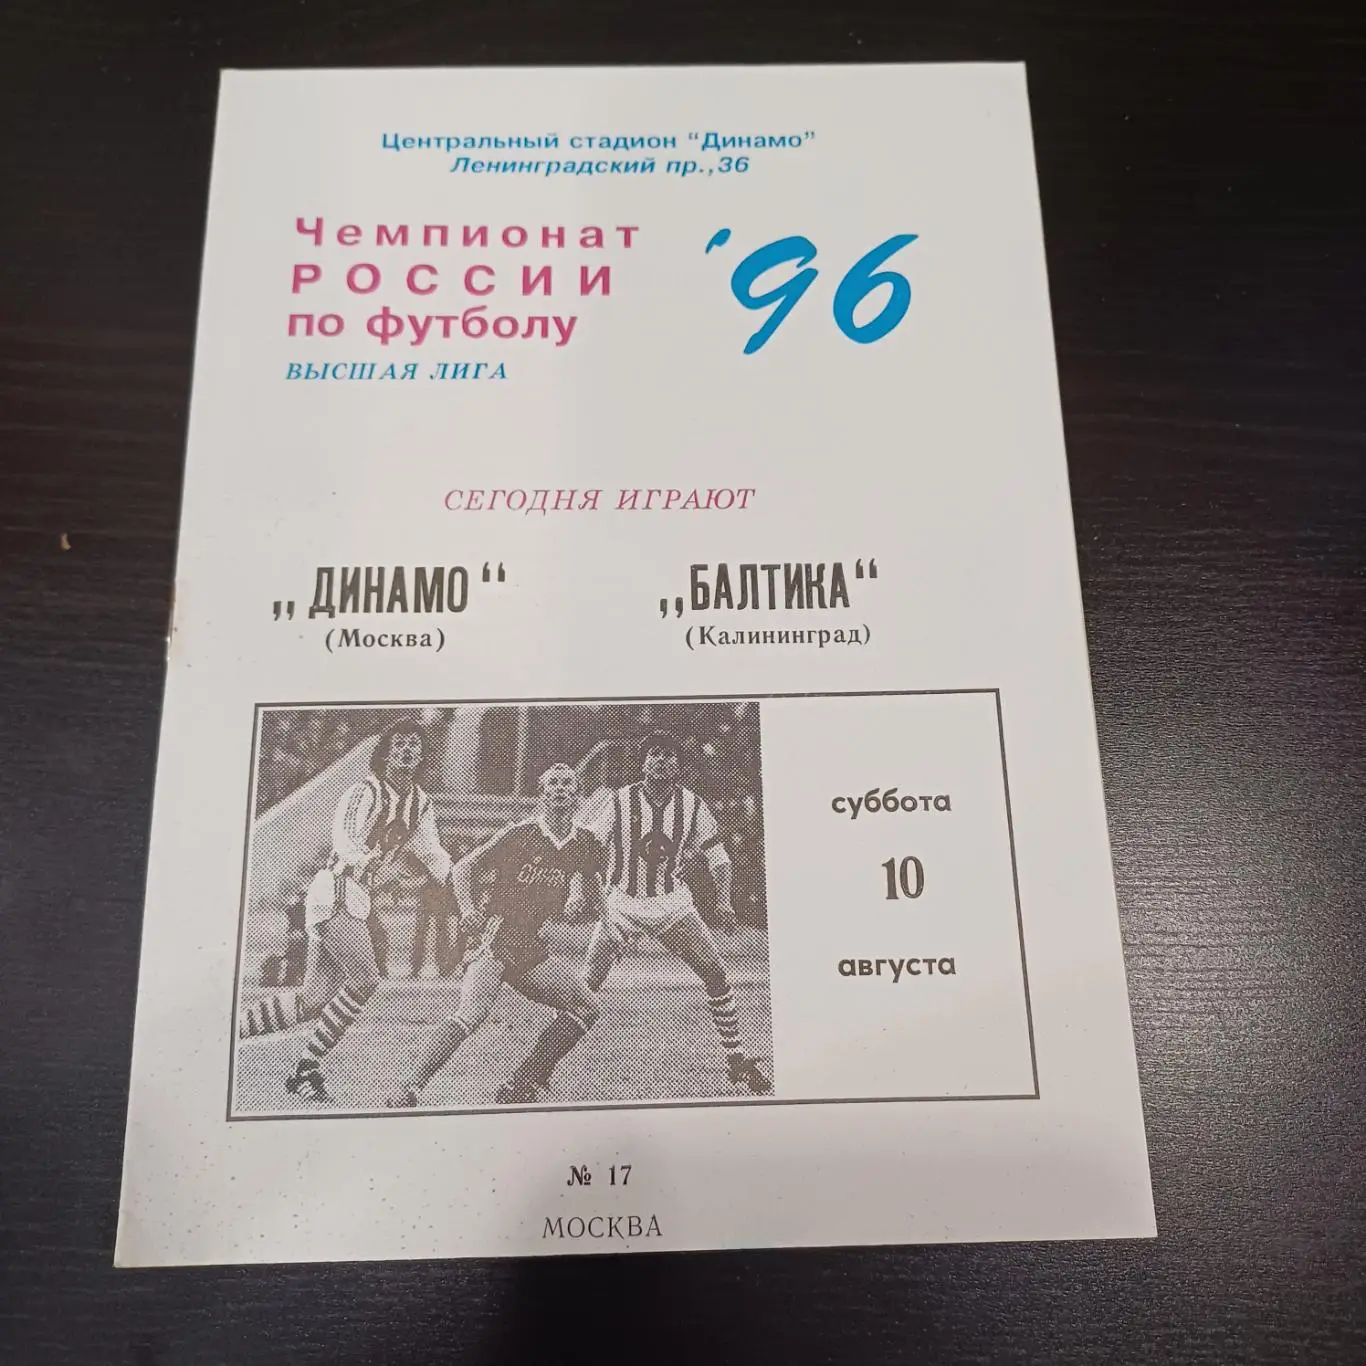 Центральный стадион "Динамо"
Ленинградский пр.,36
Чемпионат
РОССИИ
по футболу
'96
ВЫСШАЯ ЛИГА
СЕГОДНЯ ИГРАЮТ
„ДИНАМО“
(Москва)
„БАЛТИКА“
(Калининград)
суббота
10
августа
№ 17
МОСКВА